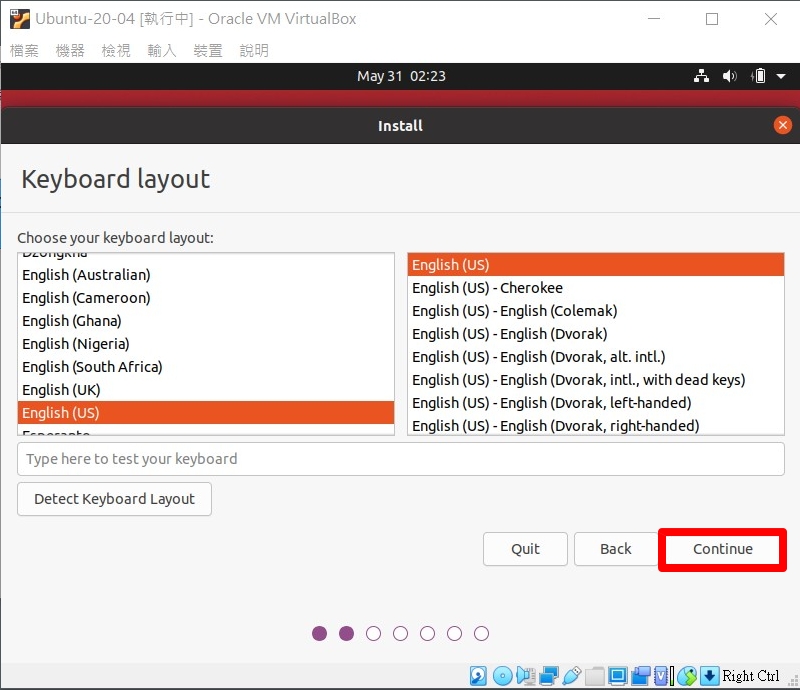 Ubuntu-20-04 [執行中] - Oracle VM VirtualBox
檔案 機器 檢視 輸入 裝置 說明
May 31 02:23
Install
Keyboard layout
Choose your keyboard layout:
Dzongkha
English (Australian)
English (Cameroon)
English (Ghana)
English (Nigeria)
English (South Africa)
English (UK)
English (US)
Esperanto
English (US)
English (US) - Cherokee
English (US) - English (Colemak)
English (US) - English (Dvorak)
English (US) - English (Dvorak, alt. intl.)
English (US) - English (Dvorak, intl., with dead keys)
English (US) - English (Dvorak, left-handed)
English (US) - English (Dvorak, right-handed)
Type here to test your keyboard
Detect Keyboard Layout
Quit Back Continue
Right Ctrl